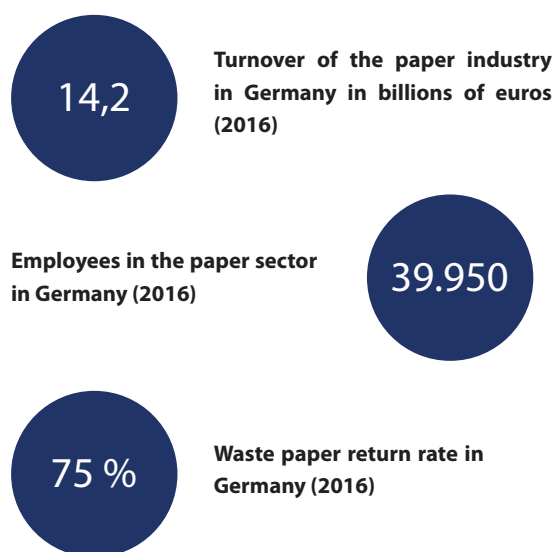 14,2
Turnover of the paper industry
in Germany in billions of euros
(2016)
Employees in the paper sector
in Germany (2016)
39.950
75 %
Waste paper return rate in
Germany (2016)